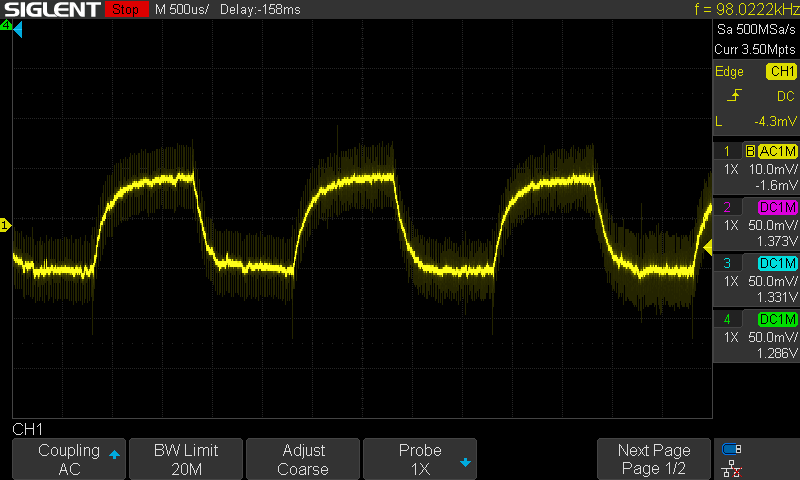 SIGLENT Stop M 500us/ Delay:-158ms f = 98.0222kHz
Sa 500MSa/s
Curr 3.50Mpts
Edge CH1
DC
L -4.3mV
1 B AC1M
1X 10.0mV/
-1.6mV
2 DC1M
1X 50.0mV/
1.373V
3 DC1M
1X 50.0mV/
1.331V
4 DC1M
1X 50.0mV/
1.286V
4
1
CH1
Coupling
AC
BW Limit
20M
Adjust
Coarse
Probe
1X
Next Page
Page 1/2